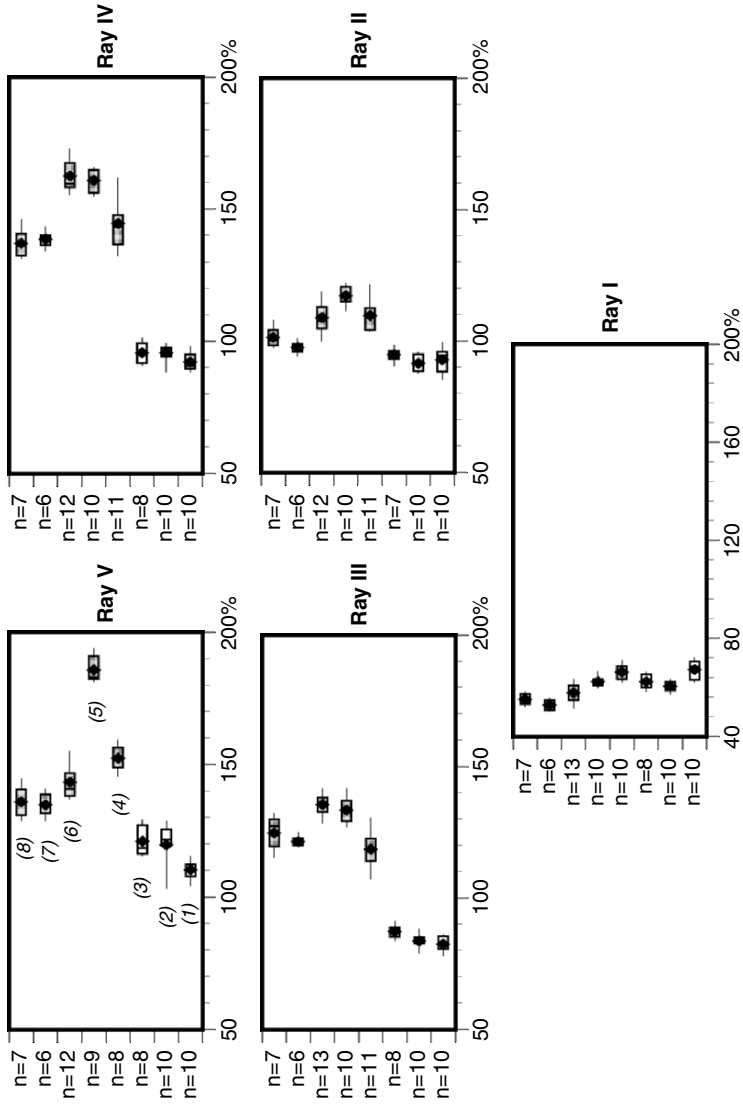 n=7
n=6
n=12
n=9
n=8
n=8
n=10
n=10
(8)
(7)
(6)
(5)
(4)
(3)
(2)
(1)
50 100 150 200%
Ray V
n=7
n=6
n=12
n=10
n=11
n=8
n=10
n=10
50 100 150 200%
Ray IV
n=7
n=6
n=13
n=10
n=11
n=8
n=10
n=10
50 100 150 200%
Ray III
n=7
n=6
n=12
n=10
n=11
n=7
n=10
n=10
50 100 150 200%
Ray II
n=7
n=6
n=13
n=10
n=10
n=8
n=10
n=10
40 80 120 160 200%
Ray I